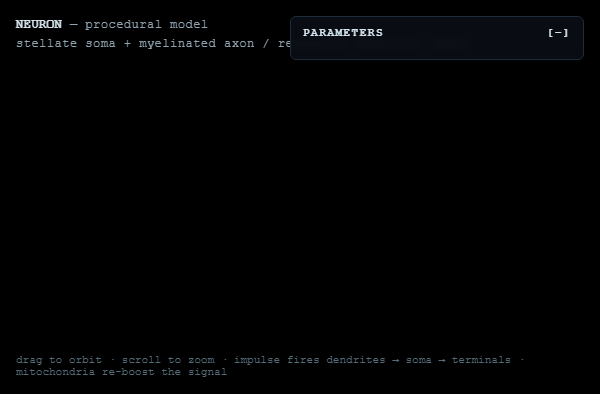 NEURON — procedural model
stellate soma + myelinated axon / re
PARAMETERS [−]
drag to orbit · scroll to zoom · impulse fires dendrites → soma → terminals ·
mitochondria re-boost the signal